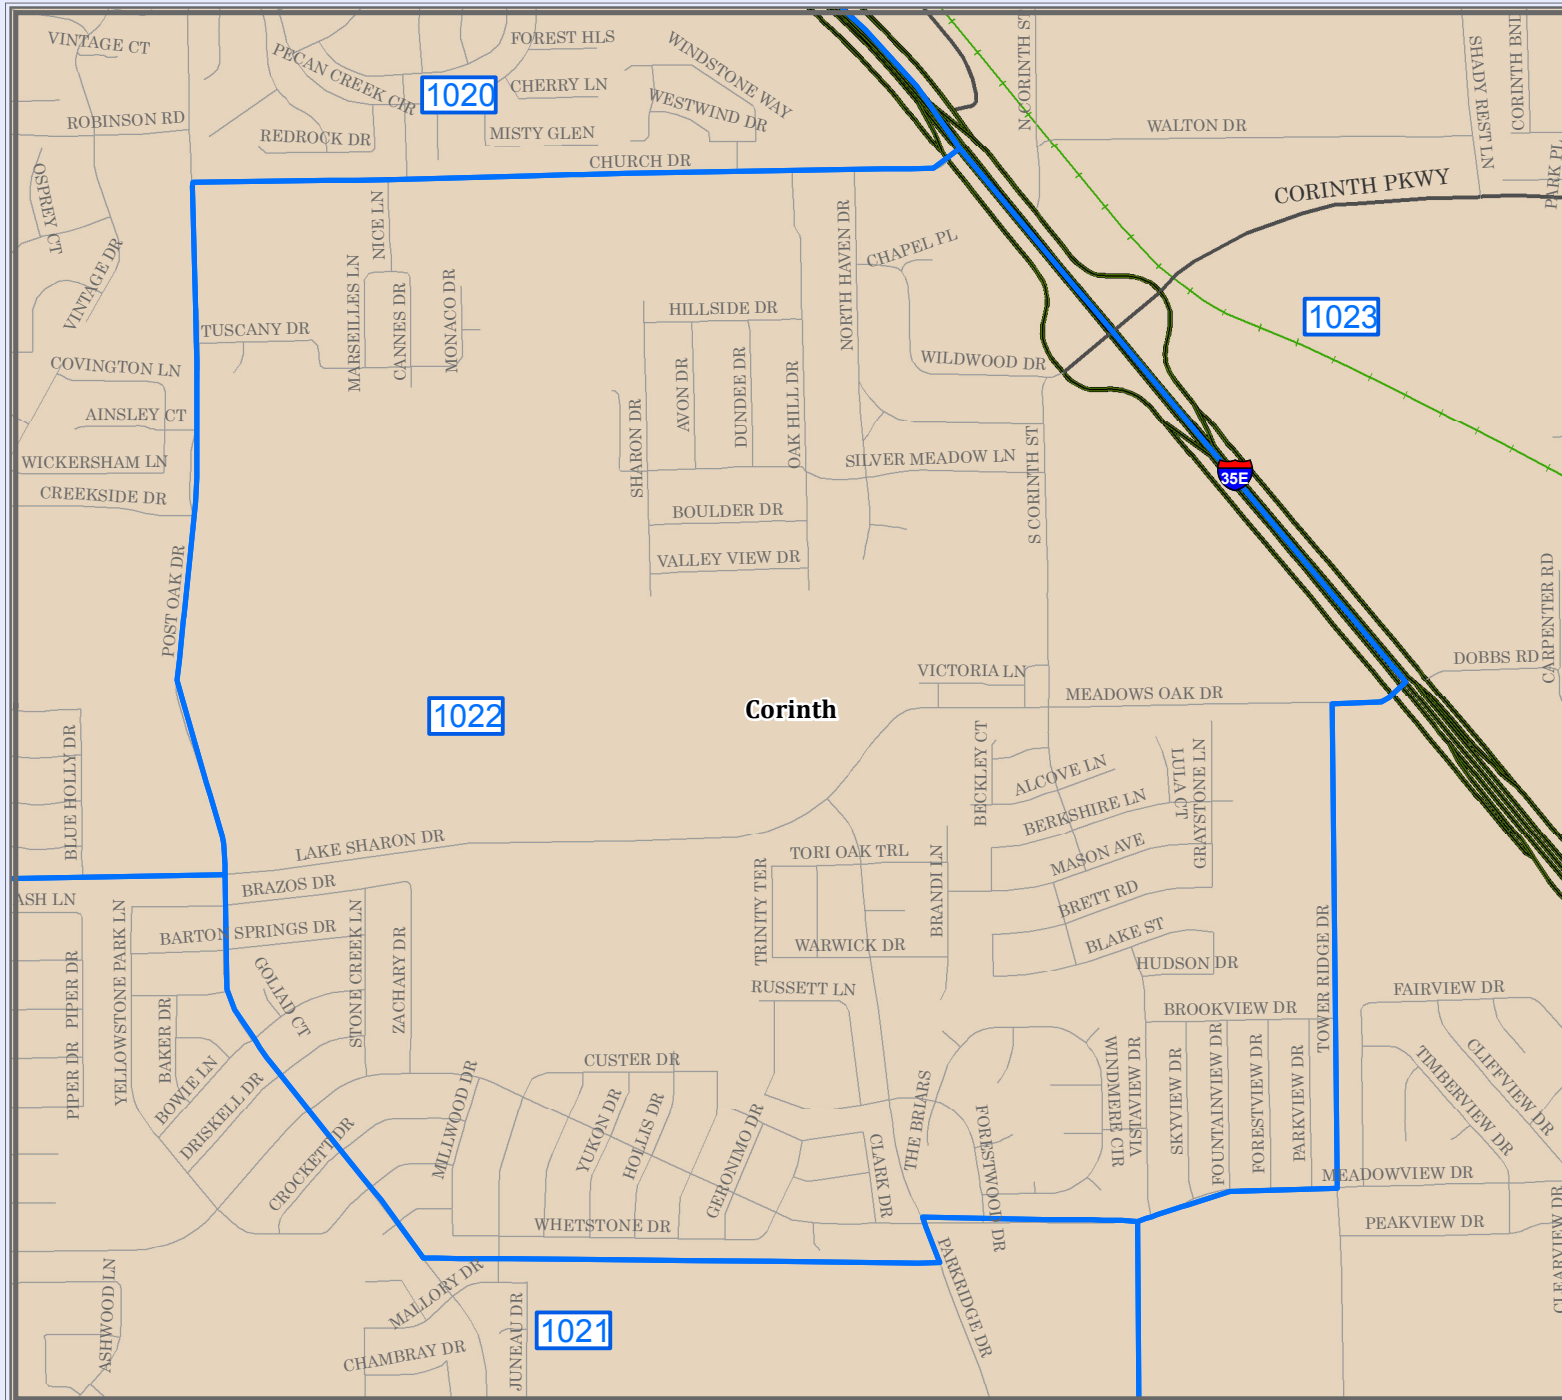 VINTAGE CT
PECAN CREEK CIR
FOREST HLS
WINDSTONE WAY
N CORINTH ST
SHADY REST LN
CORINTH BND
1020
CHERRY LN
WESTWIND DR
ROBINSON RD
REDROCK DR
MISTY GLEN
WALTON DR
CHURCH DR
PARK PL
OSPREY CT
NICE LN
CORINTH PKWY
VINTAGE DR
NORTH HAVEN DR
CHAPEL PL
MARSEILLES LN
CANNES DR
MONACO DR
HILLSIDE DR
1023
TUSCANY DR
COVINGTON LN
AVON DR
DUNDEE DR
OAK HILL DR
WILDWOOD DR
AINSLEY CT
SHARON DR
WICKERSHAM LN
SILVER MEADOW LN
35E
CREEKSIDE DR
BOULDER DR
S CORINTH ST
VALLEY VIEW DR
POST OAK DR
CARPENTER RD
DOBBS RD
VICTORIA LN
MEADOWS OAK DR
1022
Corinth
BLUE HOLLY DR
BECKLEY CT
ALCOVE LN
LULA CT
GRAYSTONE LN
BERKSHIRE LN
LAKE SHARON DR
TORI OAK TRL
MASON AVE
BRAZOS DR
ASH LN
TRINITY TER
BRANDI LN
BRETT RD
YELLOWSTONE PARK LN
BARTON SPRINGS DR
STONE CREEK LN
ZACHARY DR
WARWICK DR
BLAKE ST
TOWER RIDGE DR
HUDSON DR
PIPER DR
GOLIAD CT
RUSSETT LN
FAIRVIEW DR
BROOKVIEW DR
BAKER DR
PIPER DR
BOWIE LN
CUSTER DR
DRISKELL DR
MILLWOOD DR
YUKON DR
HOLLIS DR
GERONIMO DR
THE BRIARS
FORESTWOOD DR
WINDMERE CIR
VISTAVIEW DR
SKYVIEW DR
FOUNTAINVIEW DR
FORESTVIEW DR
PARKVIEW DR
TIMBERVIEW DR
CLIFFVIEW DR
CROCKETT DR
CLARK DR
MEADOWVIEW DR
WHETSTONE DR
PEAKVIEW DR
CLEARVIEW DR
PARKRIDGE DR
ASHWOOD LN
MALLORY DR
JUNEAU DR
1021
CHAMBRAY DR